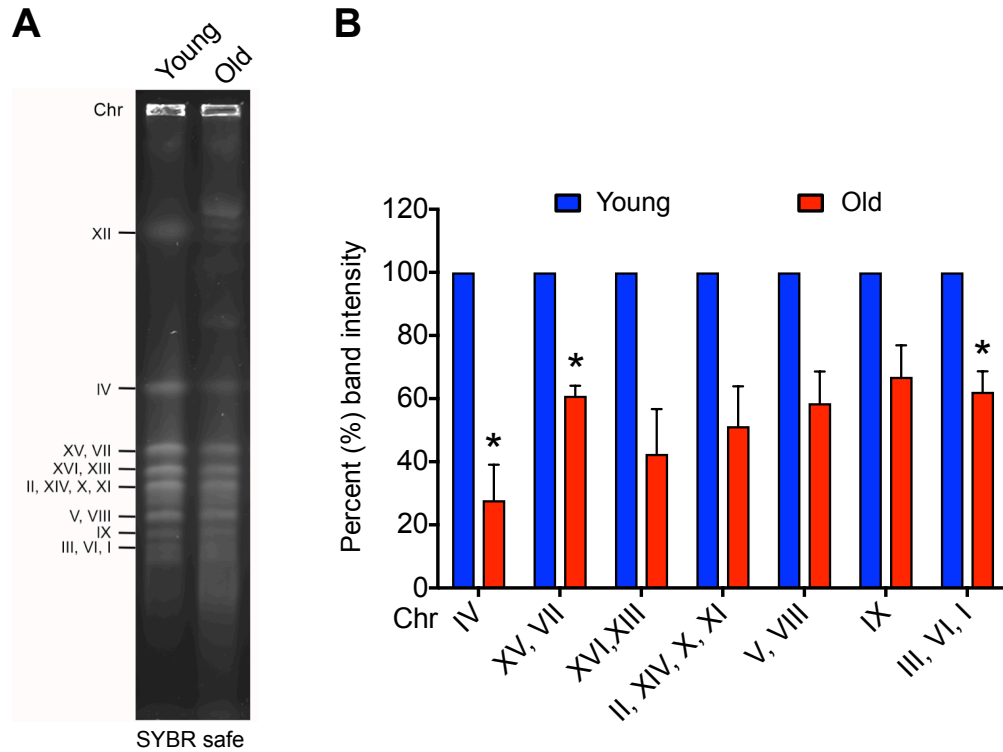 A
Young
Old
Chr
XII
IV
XV, VII
XVI, XIII
II, XIV, X, XI
V, VIII
IX
III, VI, I
SYBR safe
B
Young
Old
Percent (%) band intensity
120
100
80
60
40
20
0
*
*
*
Chr
IV
XV, VII
XVI,XIII
II, XIV, X, XI
V, VIII
IX
III, VI, I